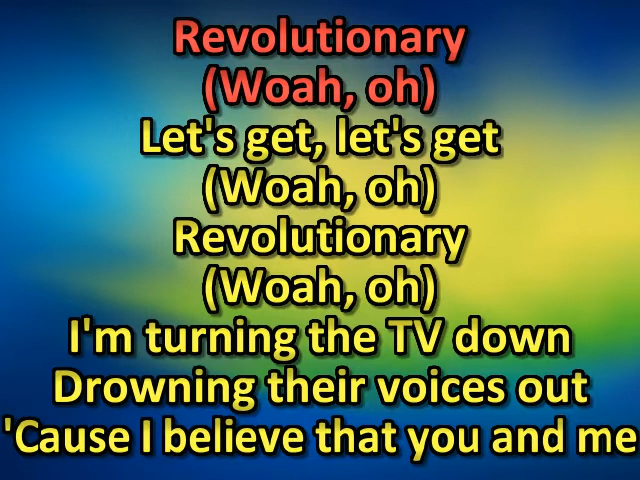 Revolutionary
(Woah, oh)
Let's get, let's get
(Woah, oh)
Revolutionary
(Woah, oh)
I'm turning the TV down
Drowning their voices out
'Cause I believe that you and me